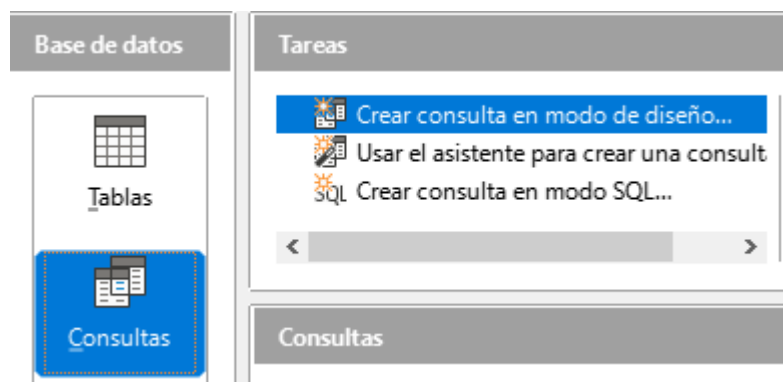 Base de datos
Tablas
Consultas
Tareas
Crear consulta en modo de diseño...
Usar el asistente para crear una consult
SQL Crear consulta en modo SQL...
Consultas